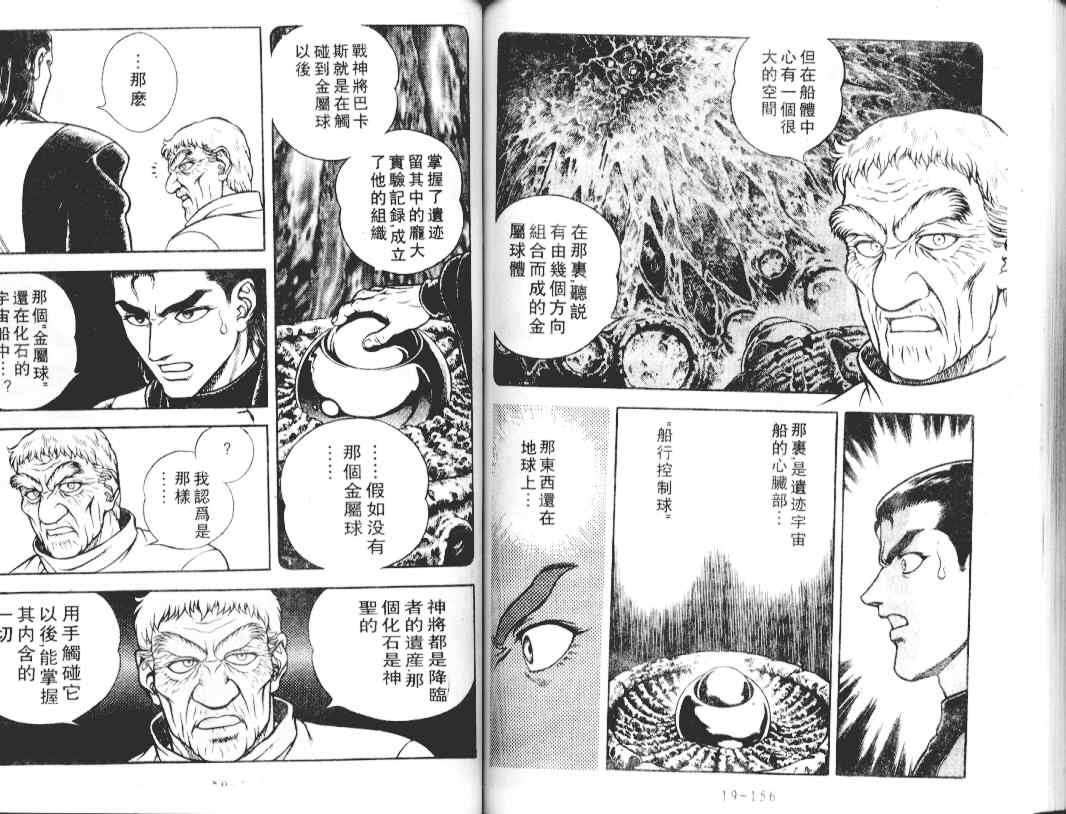 但在船體中
心有一個很
大的空間
在那裏,聽説
有由幾個方向
組合而成的金
屬球體
那裏,是遺迹宇宙
船的心臟部…
"船行控制球"
那東西還在
地球上…
19-156
戰神將巴卡
斯就是在觸
碰到金屬球
以後
掌握了遺迹
留其中的龐大
實驗記録,成立
了他的組織
……假如没有
那個金屬球
……
…那麼
那個"金屬球"
還在化石的
宇宙船中…?
?
我認爲是
那樣
神將都是降臨
者的遺産,那
個化石是神
聖的
用手觸碰它
以後能掌握
其内含的
一切